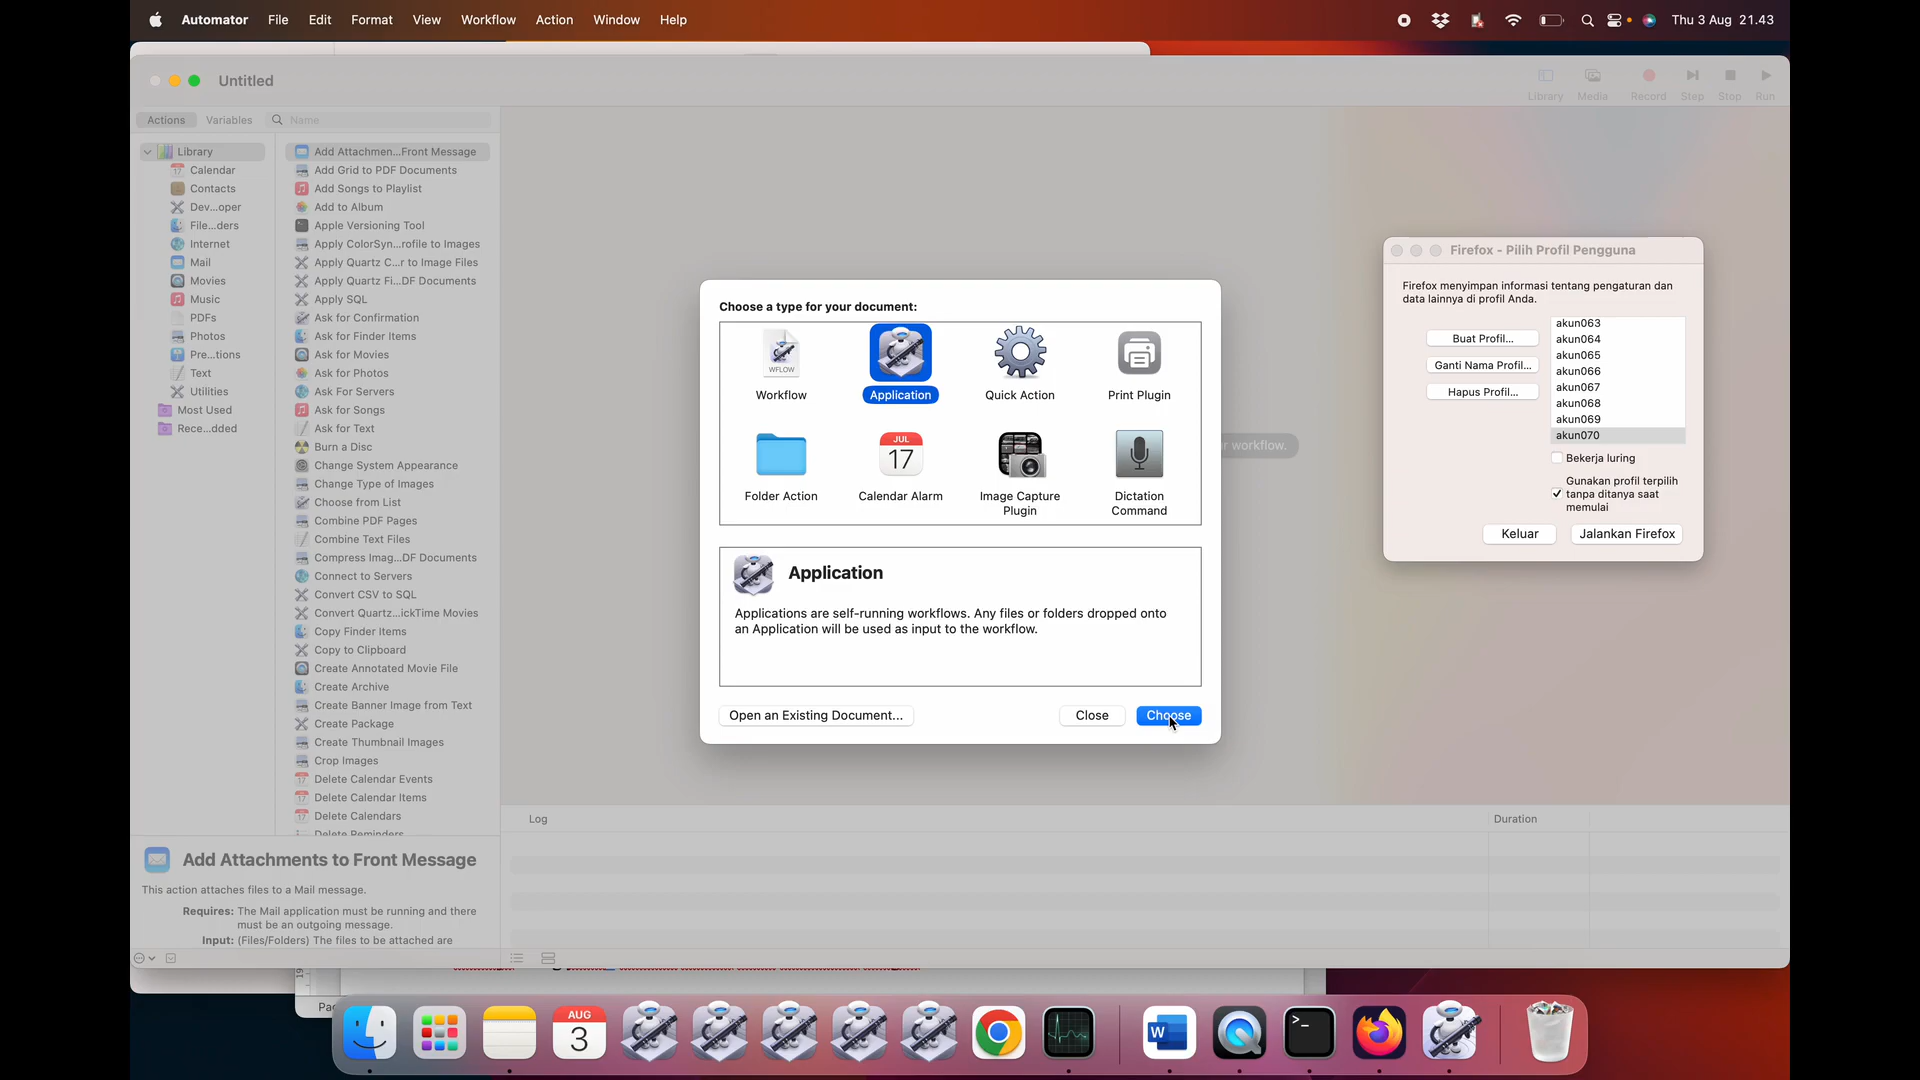 Automator File Edit Format View Workflow Action Window Help
Thu 3 Aug 21.43
Untitled
Library Media Record Step Stop Run
Actions Variables Name
Library
Calendar
Contacts
Dev...oper
File...ders
Internet
Mail
Movies
Music
PDFs
Photos
Pre...tions
Text
Utilities
Most Used
Rece...dded
Add Attachmen...Front Message
Add Grid to PDF Documents
Add Songs to Playlist
Add to Album
Apple Versioning Tool
Apply ColorSyn...rofile to Images
Apply Quartz C...r to Image Files
Apply Quartz Fi...DF Documents
Apply SQL
Ask for Confirmation
Ask for Finder Items
Ask for Movies
Ask for Photos
Ask For Servers
Ask for Songs
Ask for Text
Burn a Disc
Change System Appearance
Change Type of Images
Choose from List
Combine PDF Pages
Combine Text Files
Compress Imag...DF Documents
Connect to Servers
Convert CSV to SQL
Convert Quartz...ickTime Movies
Copy Finder Items
Copy to Clipboard
Create Annotated Movie File
Create Archive
Create Banner Image from Text
Create Package
Create Thumbnail Images
Crop Images
Delete Calendar Events
Delete Calendar Items
Delete Calendars
Delete Reminders
Add Attachments to Front Message
This action attaches files to a Mail message.
Requires: The Mail application must be running and there
must be an outgoing message.
Input: (Files/Folders) The files to be attached are
Choose a type for your document:
WFLOW
Workflow
Application
Quick Action
Print Plugin
JUL
17
Folder Action
Calendar Alarm
Image Capture
Plugin
Dictation
Command
Application
Applications are self-running workflows. Any files or folders dropped onto
an Application will be used as input to the workflow.
Open an Existing Document...
Close
Choose
r workflow.
Firefox - Pilih Profil Pengguna
Firefox menyimpan informasi tentang pengaturan dan
data lainnya di profil Anda.
Buat Profil...
Ganti Nama Profil...
Hapus Profil...
akun063
akun064
akun065
akun066
akun067
akun068
akun069
akun070
Bekerja luring
Gunakan profil terpilih
tanpa ditanya saat
memulai
Keluar
Jalankan Firefox
Log
Duration
AUG
3
W